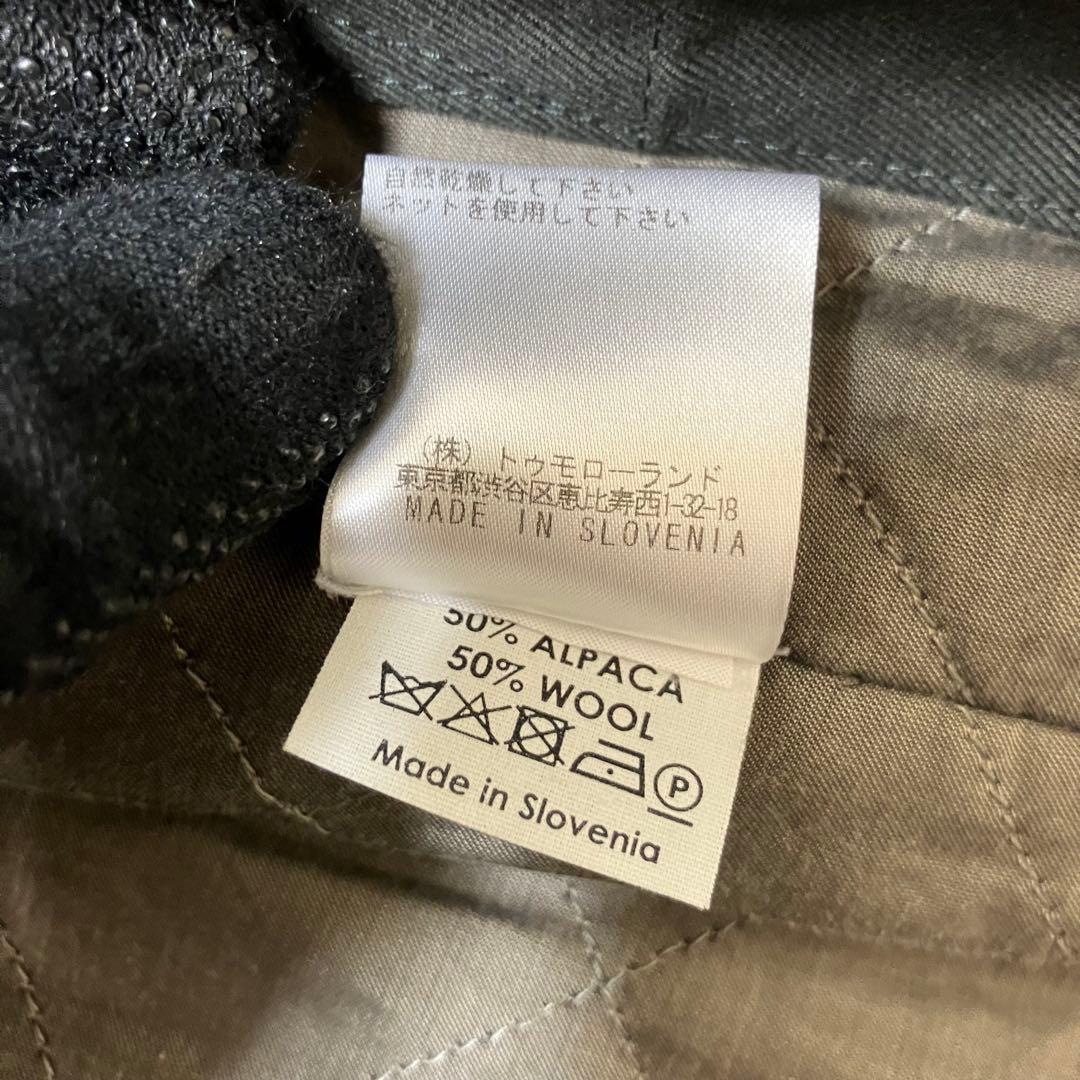 自然乾燥して下さい
ネットを使用して下さい
(株) トゥモローランド
東京都渋谷区恵比寿西1-32-18
MADE IN SLOVENIA
50% ALPACA
50% WOOL
P
Made in Slovenia